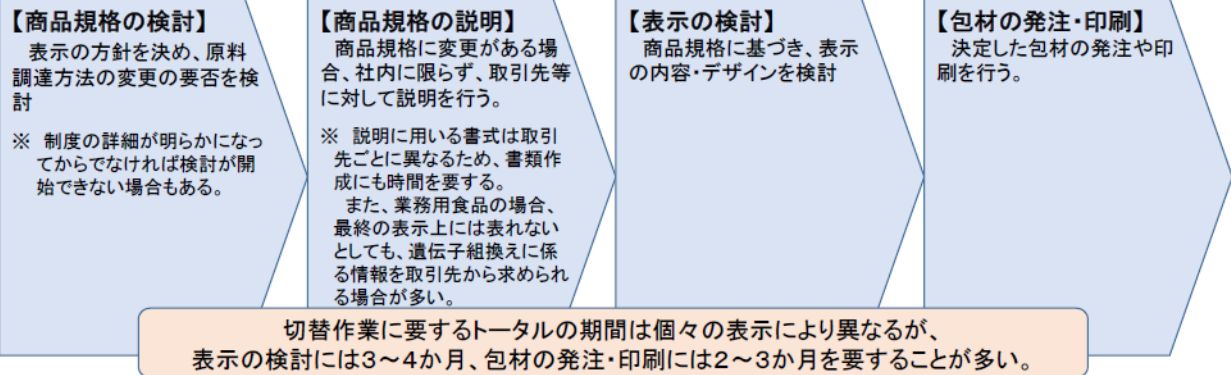 【商品規格の検討】
表示の方針を決め、原料
調達方法の変更の要否を検
討
※ 制度の詳細が明らかになっ
てからでなければ検討が開
始できない場合もある。
【商品規格の説明】
商品規格に変更がある場
合、社内に限らず、取引先等
に対して説明を行う。
※ 説明に用いる書式は取引
先ごとに異なるため、書類作
成にも時間を要する。
また、業務用食品の場合、
最終の表示上には表れない
としても、遺伝子組換えに係
る情報を取引先から求められ
る場合が多い。
【表示の検討】
商品規格に基づき、表示
の内容・デザインを検討
【包材の発注・印刷】
決定した包材の発注や印
刷を行う。
切替作業に要するトータルの期間は個々の表示により異なるが、
表示の検討には3～4か月、包材の発注・印刷には2～3か月を要することが多い。